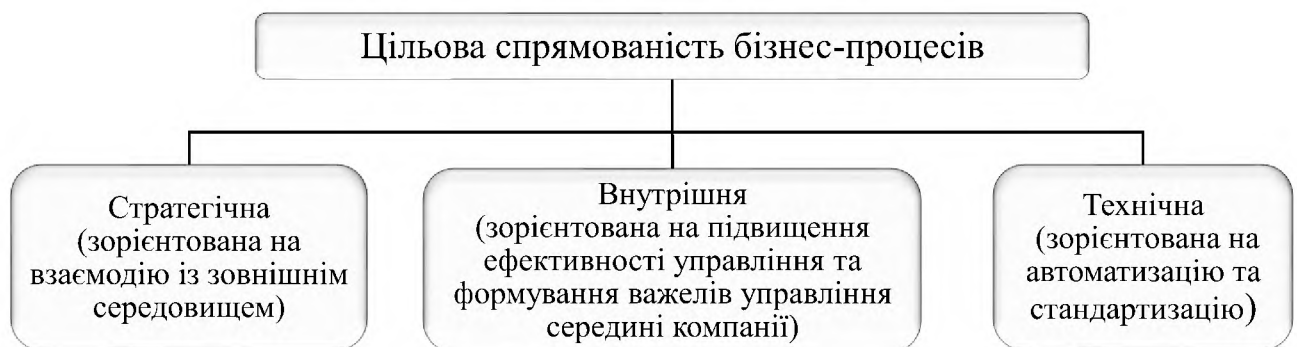 Цільова спрямованість бізнес-процесів
Стратегічна
(зорієнтована на
взаємодію із зовнішнім
середовищем)
Внутрішня
(зорієнтована на підвищення
ефективності управління та
формування важелів управління
середині компанії)
Технічна
(зорієнтована на
автоматизацію та
стандартизацію)